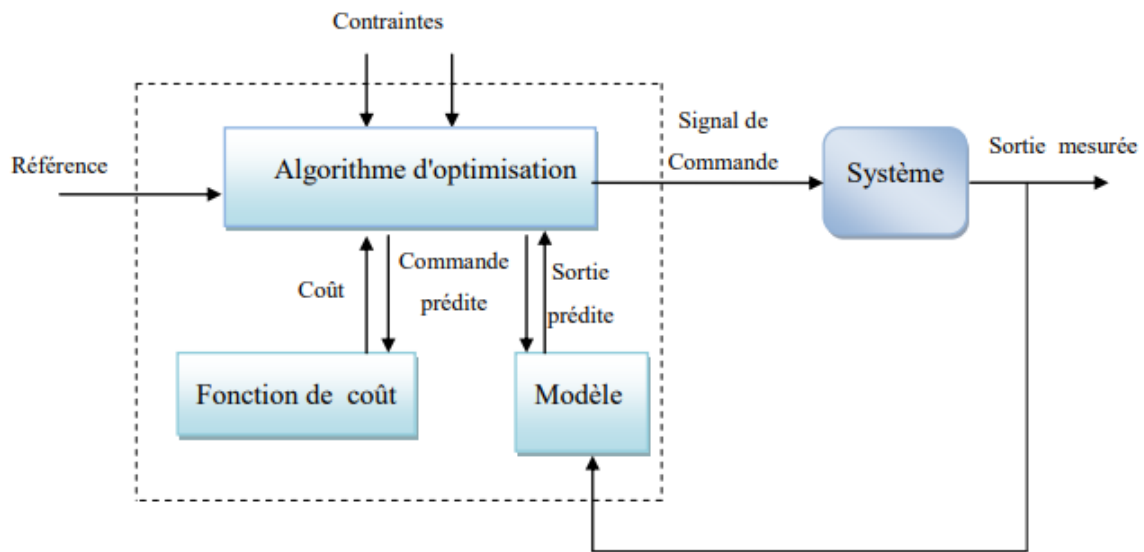 Contraintes
Référence
Algorithme d'optimisation
Signal de
Commande
Système
Sortie mesurée
Coût
Commande
prédite
Sortie
prédite
Fonction de coût
Modèle